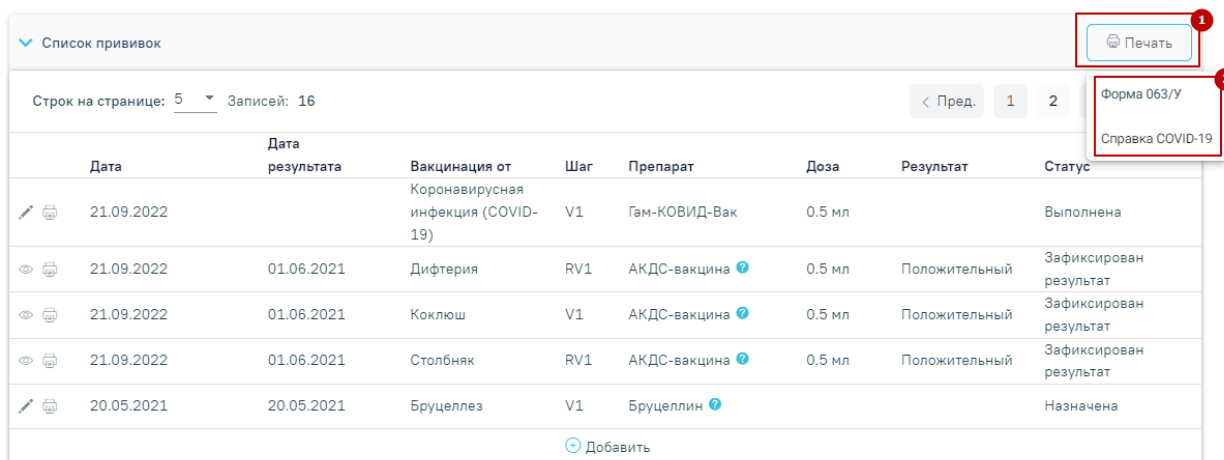 1
Список прививок
Печать
Строк на странице: 5 Записей: 16
Пред. 1 2
Форма 063/У
Справка COVID-19
Дата
Дата результата
Вакцинация от
Шаг
Препарат
Доза
Результат
Статус
21.09.2022 Коронавирусная инфекция (COVID-19) V1 Гам-КОВИД-Вак 0.5 мл Выполнена
21.09.2022 01.06.2021 Дифтерия RV1 АКДС-вакцина ? 0.5 мл Положительный Зафиксирован результат
21.09.2022 01.06.2021 Коклюш V1 АКДС-вакцина ? 0.5 мл Положительный Зафиксирован результат
21.09.2022 01.06.2021 Столбняк RV1 АКДС-вакцина ? 0.5 мл Положительный Зафиксирован результат
20.05.2021 20.05.2021 Бруцеллез V1 Бруцеллин ? Назначена
Добавить